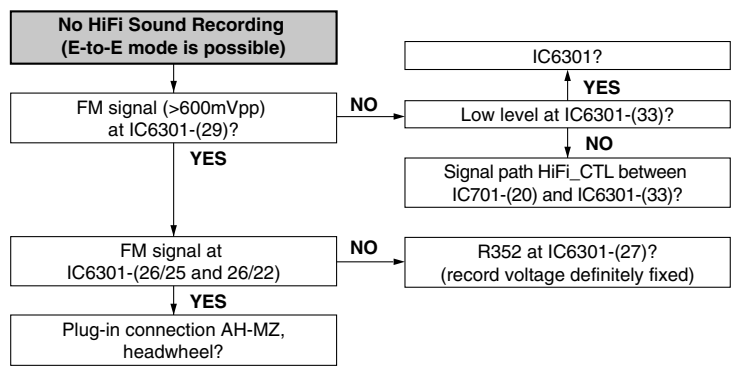 No HiFi Sound Recording
(E-to-E mode is possible)
IC6301?
YES
FM signal (>600mVpp)
at IC6301-(29)?
NO
Low level at IC6301-(33)?
YES
NO
Signal path HiFi_CTL between
IC701-(20) and IC6301-(33)?
FM signal at
IC6301-(26/25 and 26/22)
NO
R352 at IC6301-(27)?
(record voltage definitely fixed)
YES
Plug-in connection AH-MZ,
headwheel?